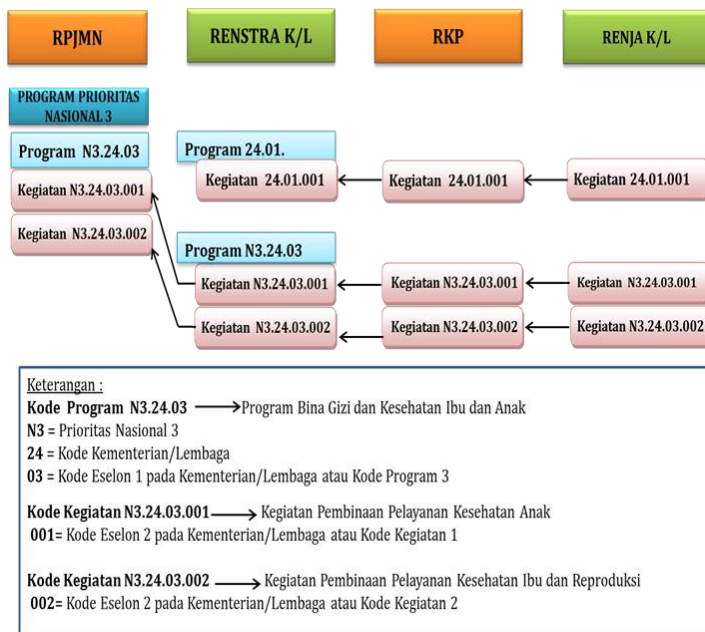 RPJMN
RENSTRA K/L
RKP
RENJA K/L
PROGRAM PRIORITAS
NASIONAL 3
Program N3.24.03
Kegiatan N3.24.03.001
Kegiatan N3.24.03.002
Program 24.01.
Kegiatan 24.01.001
Kegiatan 24.01.001
Kegiatan 24.01.001
Program N3.24.03
Kegiatan N3.24.03.001
Kegiatan N3.24.03.001
Kegiatan N3.24.03.001
Kegiatan N3.24.03.002
Kegiatan N3.24.03.002
Kegiatan N3.24.03.002
Keterangan :
Kode Program N3.24.03 Program Bina Gizi dan Kesehatan Ibu dan Anak
N3 = Prioritas Nasional 3
24 = Kode Kementerian/Lembaga
03 = Kode Eselon 1 pada Kementerian/Lembaga atau Kode Program 3
Kode Kegiatan N3.24.03.001 Kegiatan Pembinaan Pelayanan Kesehatan Anak
001= Kode Eselon 2 pada Kementerian/Lembaga atau Kode Kegiatan 1
Kode Kegiatan N3.24.03.002 Kegiatan Pembinaan Pelayanan Kesehatan Ibu dan Reproduksi
002= Kode Eselon 2 pada Kementerian/Lembaga atau Kode Kegiatan 2